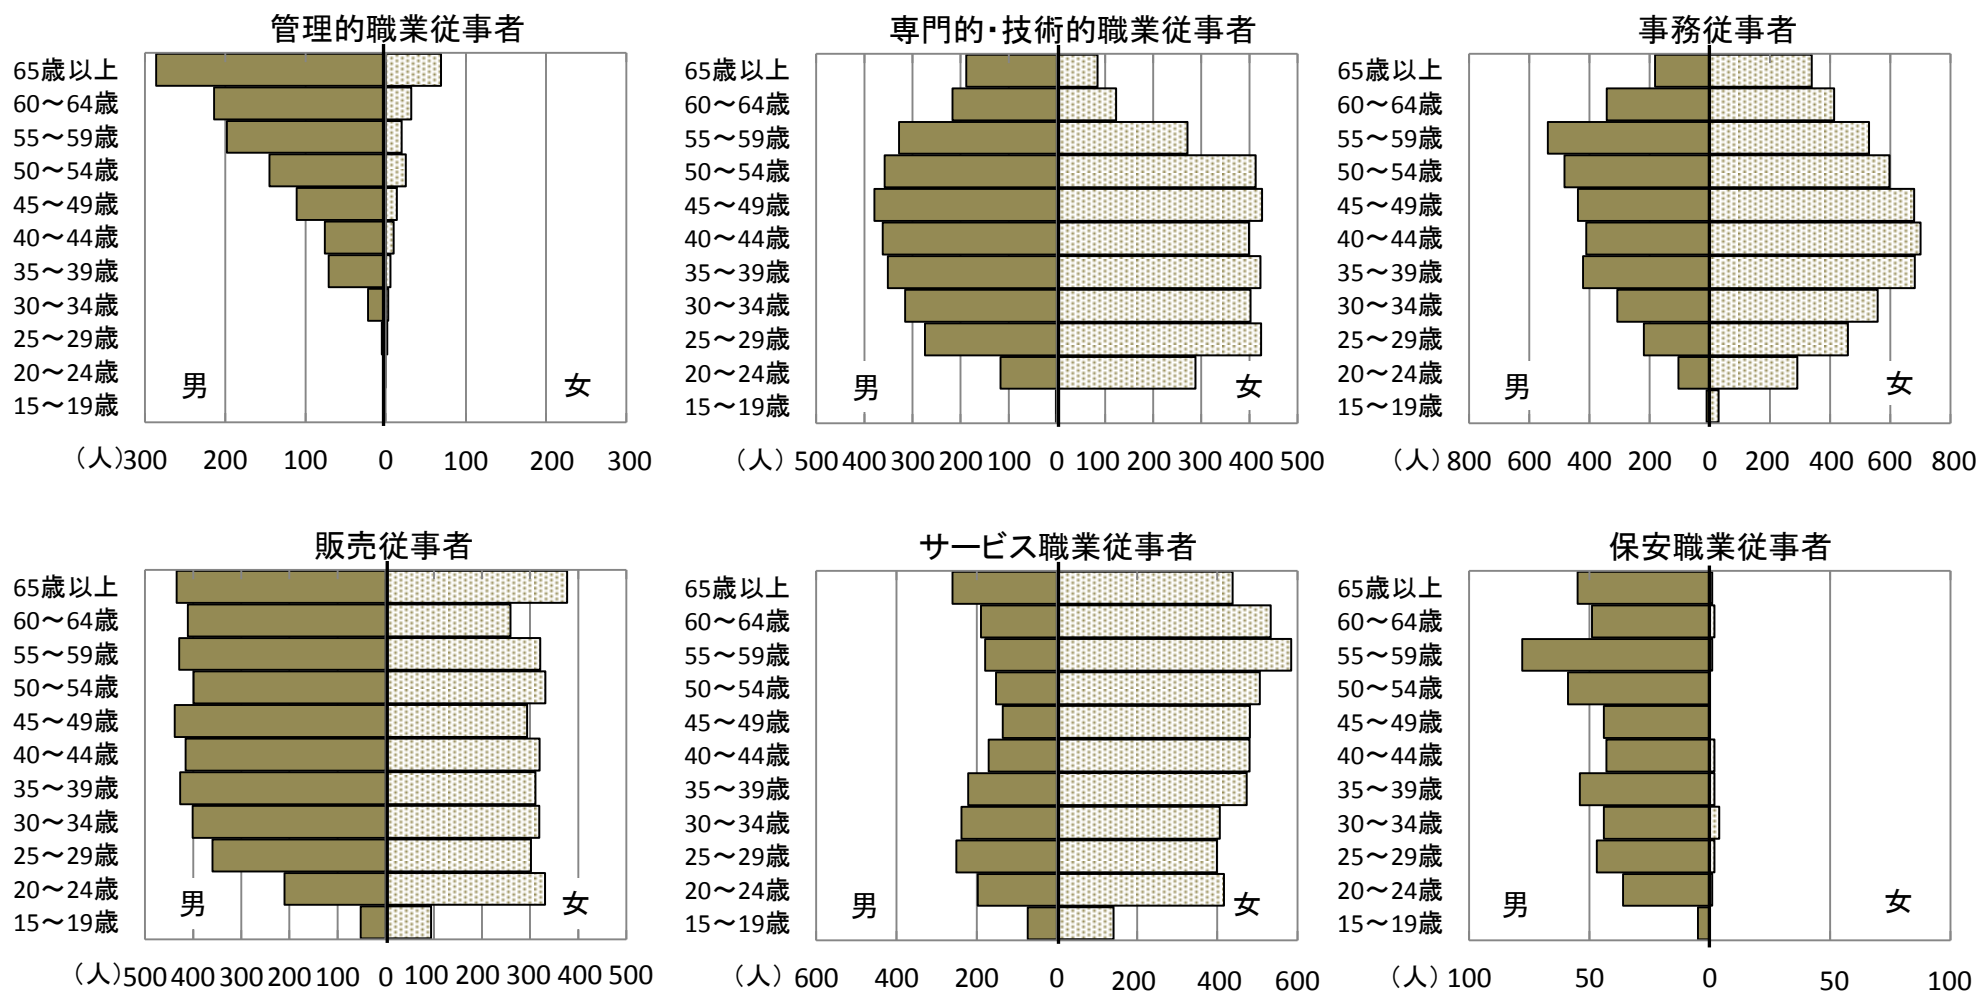 管理的職業従事者
65歳以上
60～64歳
55～59歳
50～54歳
45～49歳
40～44歳
35～39歳
30～34歳
25～29歳
20～24歳
15～19歳
男
女
（人）300 200 100 0 100 200 300
専門的・技術的職業従事者
65歳以上
60～64歳
55～59歳
50～54歳
45～49歳
40～44歳
35～39歳
30～34歳
25～29歳
20～24歳
15～19歳
男
女
（人）500 400 300 200 100 0 100 200 300 400 500
事務従事者
65歳以上
60～64歳
55～59歳
50～54歳
45～49歳
40～44歳
35～39歳
30～34歳
25～29歳
20～24歳
15～19歳
男
女
（人）800 600 400 200 0 200 400 600 800
販売従事者
65歳以上
60～64歳
55～59歳
50～54歳
45～49歳
40～44歳
35～39歳
30～34歳
25～29歳
20～24歳
15～19歳
男
女
（人）500 400 300 200 100 0 100 200 300 400 500
サービス職業従事者
65歳以上
60～64歳
55～59歳
50～54歳
45～49歳
40～44歳
35～39歳
30～34歳
25～29歳
20～24歳
15～19歳
男
女
（人）600 400 200 0 200 400 600
保安職業従事者
65歳以上
60～64歳
55～59歳
50～54歳
45～49歳
40～44歳
35～39歳
30～34歳
25～29歳
20～24歳
15～19歳
男
女
（人）100 50 0 50 100